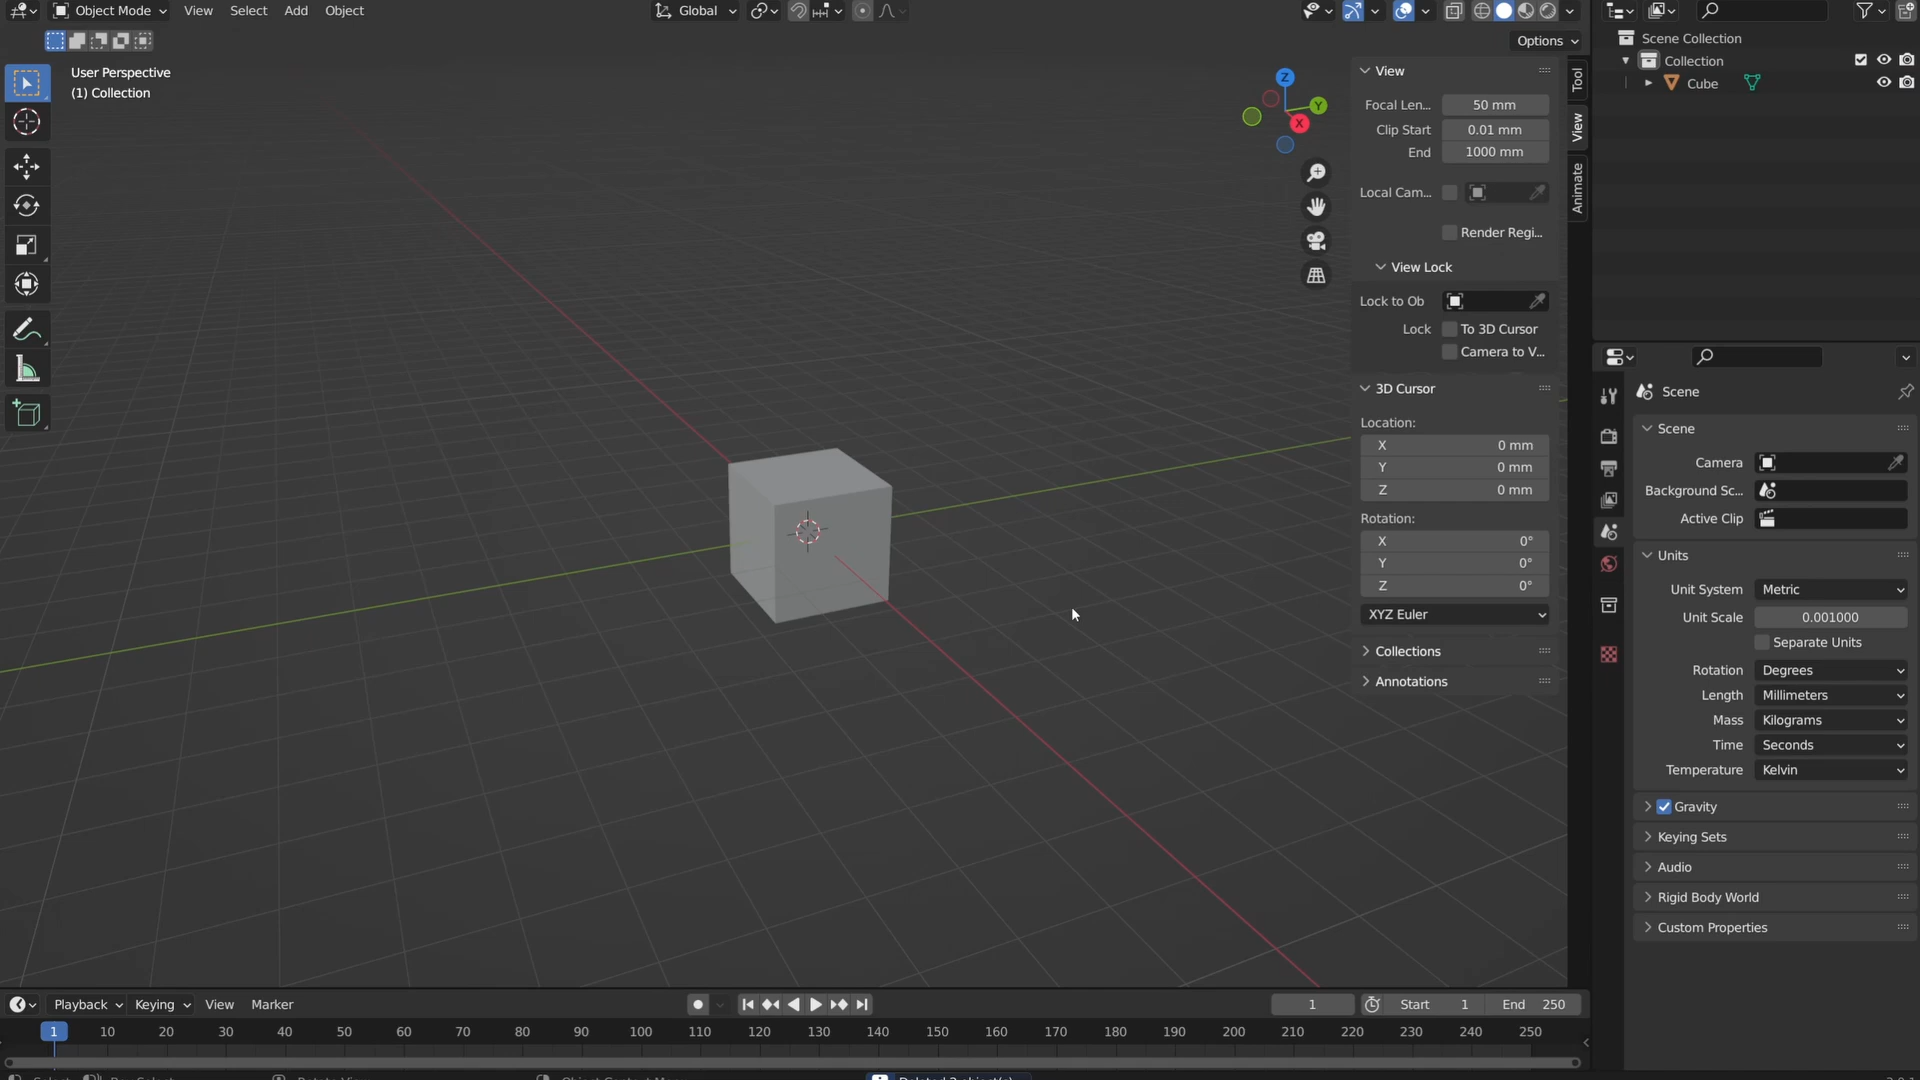 Object Mode View Select Add Object Global
Options
User Perspective
(1) Collection
Z
Y
X
View
Focal Len... 50 mm
Clip Start 0.01 mm
End 1000 mm
Local Cam...
Render Regi...
View Lock
Lock to Ob
Lock To 3D Cursor
Camera to V...
3D Cursor
Location:
X 0 mm
Y 0 mm
Z 0 mm
Rotation:
X 0°
Y 0°
Z 0°
XYZ Euler
Collections
Annotations
Tool
View
Animate
Scene Collection
Collection
Cube
Scene
Scene
Camera
Background Sc...
Active Clip
Units
Unit System Metric
Unit Scale 0.001000
Separate Units
Rotation Degrees
Length Millimeters
Mass Kilograms
Time Seconds
Temperature Kelvin
Gravity
Keying Sets
Audio
Rigid Body World
Custom Properties
Playback Keying View Marker 1 Start 1 End 250
1 10 20 30 40 50 60 70 80 90 100 110 120 130 140 150 160 170 180 190 200 210 220 230 240 250